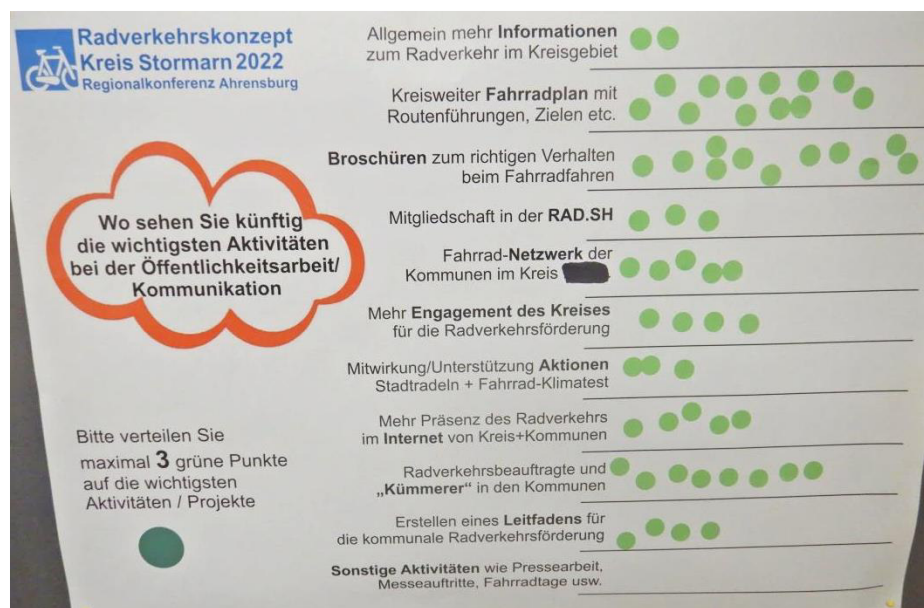 Radverkehrskonzept
Kreis Stormarn 2022
Regionalkonferenz Ahrensburg
Wo sehen Sie künftig
die wichtigsten Aktivitäten
bei der Öffentlichkeitsarbeit/
Kommunikation
Bitte verteilen Sie
maximal 3 grüne Punkte
auf die wichtigsten
Aktivitäten / Projekte
Allgemein mehr Informationen
zum Radverkehr im Kreisgebiet
Kreisweiter Fahrradplan mit
Routenführungen, Zielen etc.
Broschüren zum richtigen Verhalten
beim Fahrradfahren
Mitgliedschaft in der RAD.SH
Fahrrad-Netzwerk der
Kommunen im Kreis
Mehr Engagement des Kreises
für die Radverkehrsförderung
Mitwirkung/Unterstützung Aktionen
Stadtradeln + Fahrrad-Klimatest
Mehr Präsenz des Radverkehrs
im Internet von Kreis+Kommunen
Radverkehrsbeauftragte und
„Kümmerer“ in den Kommunen
Erstellen eines Leitfadens für
die kommunale Radverkehrsförderung
Sonstige Aktivitäten wie Pressearbeit,
Messeauftritte, Fahrradtage usw.